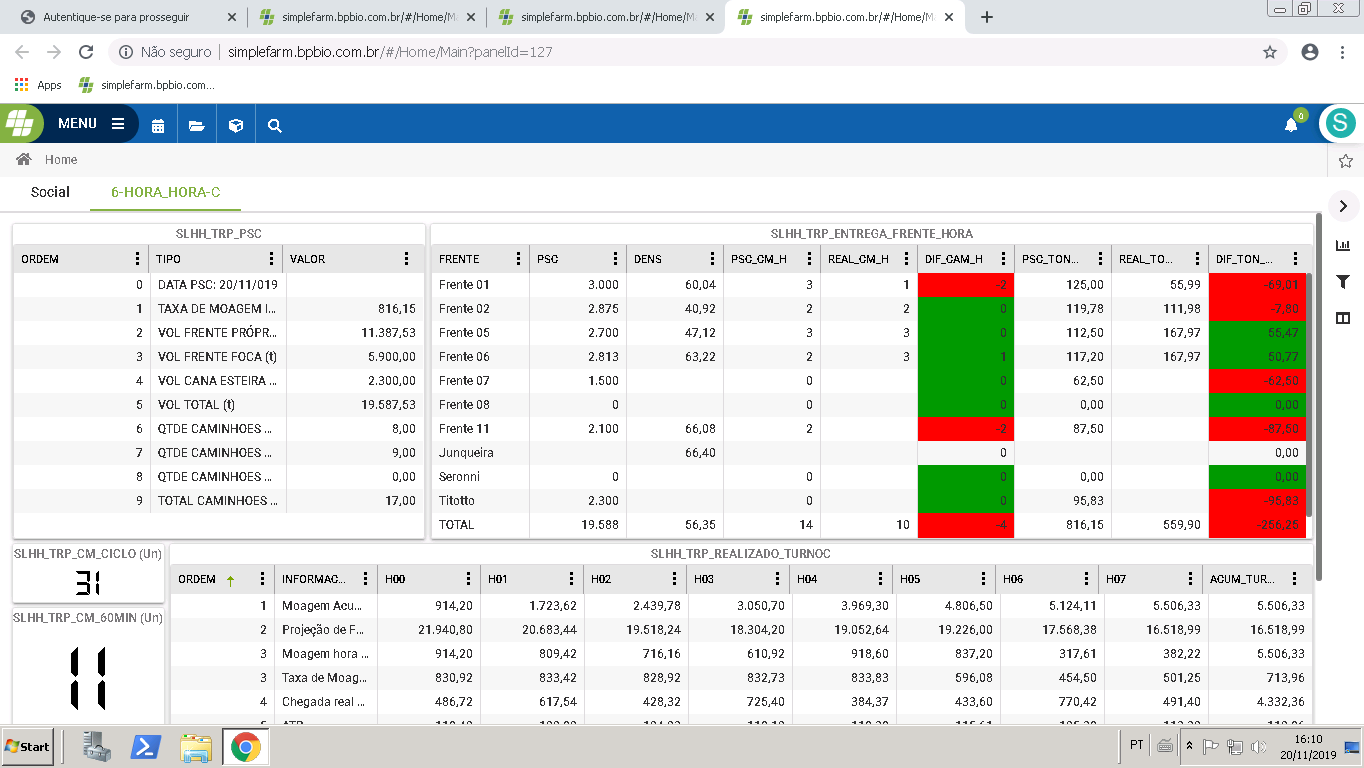 Autentique-se para prosseguir
simplefarm.bpbio.com.br/#/Home/Ma
simplefarm.bpbio.com.br/#/Home/Ma
simplefarm.bpbio.com.br/#/Home/Ma
Não seguro | simplefarm.bpbio.com.br/#/Home/Main?panelId=127
Apps simplefarm.bpbio.com...
MENU 0 S
Home
Social 6-HORA_HORA-C
SLHH_TRP_PSC
ORDEM TIPO VALOR
0 DATA PSC: 20/11/019
1 TAXA DE MOAGEM I... 816,15
2 VOL FRENTE PRÓPR... 11.387,53
3 VOL FRENTE FOCA (t) 5.900,00
4 VOL CANA ESTEIRA ... 2.300,00
5 VOL TOTAL (t) 19.587,53
6 QTDE CAMINHOES ... 8,00
7 QTDE CAMINHOES ... 9,00
8 QTDE CAMINHOES ... 0,00
9 TOTAL CAMINHOES ... 17,00
SLHH_TRP_ENTREGA_FRENTE_HORA
FRENTE PSC DENS PSC_CM_H REAL_CM_H DIF_CAM_H PSC_TON... REAL_TO... DIF_TON_...
Frente 01 3.000 60,04 3 1 -2 125,00 55,99 -69,01
Frente 02 2.875 40,92 2 2 0 119,78 111,98 -7,80
Frente 05 2.700 47,12 3 3 0 112,50 167,97 55,47
Frente 06 2.813 63,22 2 3 1 117,20 167,97 50,77
Frente 07 1.500 0 0 62,50 -62,50
Frente 08 0 0 0 0,00 0,00
Frente 11 2.100 66,08 2 -2 87,50 -87,50
Junqueira 66,40 0 0,00
Seronni 0 0 0 0,00 0,00
Titotto 2.300 0 0 95,83 -95,83
TOTAL 19.588 56,35 14 10 -4 816,15 559,90 -256,25
SLHH_TRP_CM_CICLO (Un)
31
SLHH_TRP_CM_60MIN (Un)
11
SLHH_TRP_REALIZADO_TURNOC
ORDEM INFORMAC... H00 H01 H02 H03 H04 H05 H06 H07 ACUM_TUR...
1 Moagem Acu... 914,20 1.723,62 2.439,78 3.050,70 3.969,30 4.806,50 5.124,11 5.506,33 5.506,33
2 Projeção de F... 21.940,80 20.683,44 19.518,24 18.304,20 19.052,64 19.226,00 17.568,38 16.518,99 16.518,99
3 Moagem hora ... 914,20 809,42 716,16 610,92 918,60 837,20 317,61 382,22 5.506,33
3 Taxa de Moag... 830,92 833,42 828,92 832,73 833,83 596,08 454,50 501,25 713,96
4 Chegada real ... 486,72 617,54 428,32 725,40 384,37 433,60 770,42 491,40 4.332,36
Start PT 16:10
20/11/2019